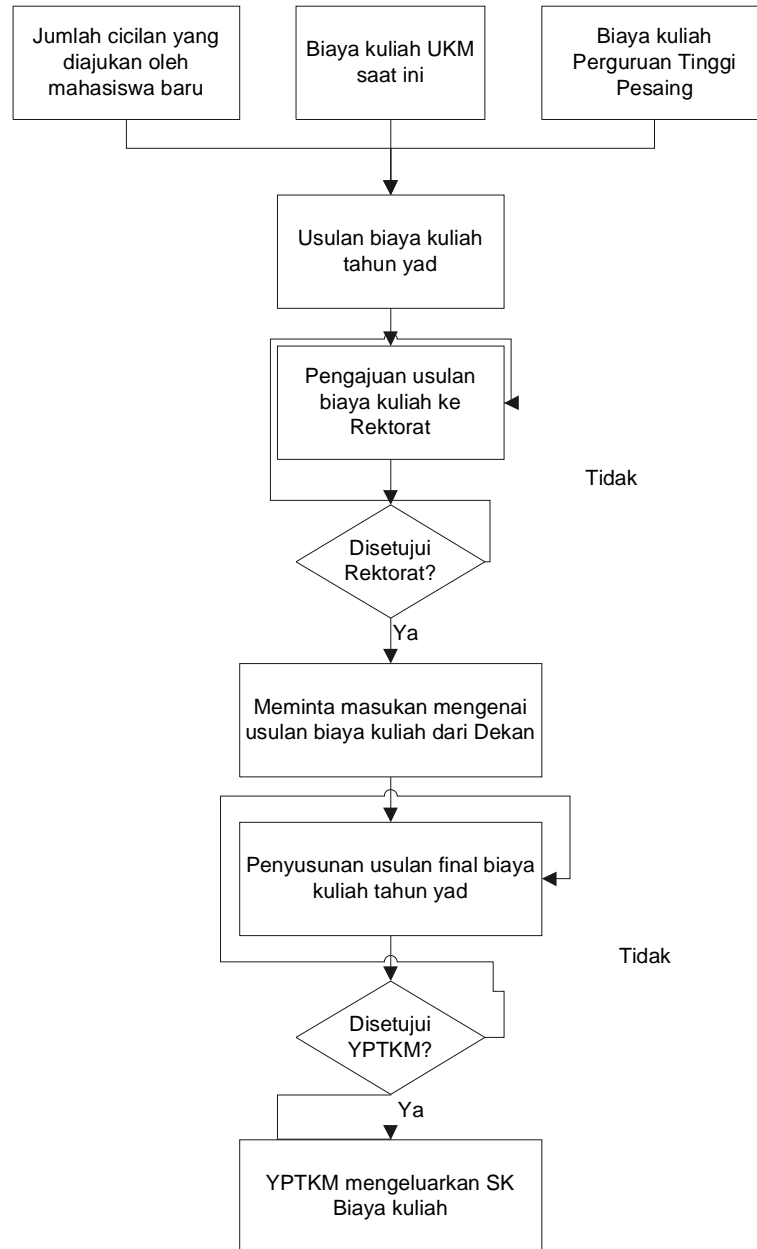 Jumlah cicilan yang
diajukan oleh
mahasiswa baru
Biaya kuliah UKM
saat ini
Biaya kuliah
Perguruan Tinggi
Pesaing
Usulan biaya kuliah
tahun yad
Pengajuan usulan
biaya kuliah ke
Rektorat
Tidak
Disetujui
Rektorat?
Ya
Meminta masukan mengenai
usulan biaya kuliah dari Dekan
Penyusunan usulan final biaya
kuliah tahun yad
Tidak
Disetujui
YPTKM?
Ya
YPTKM mengeluarkan SK
Biaya kuliah